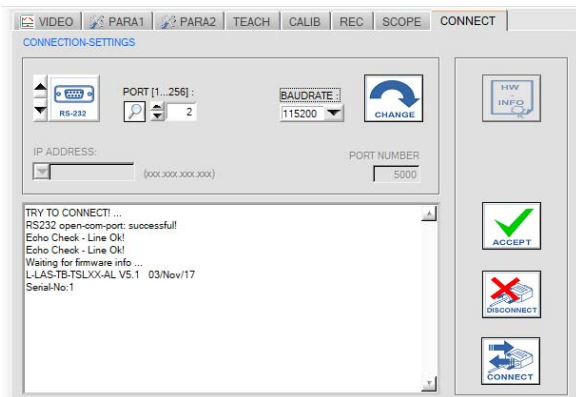 VIDEO PARA1 PARA2 TEACH CALIB REC SCOPE CONNECT
CONNECTION-SETTINGS
PORT [1...256] :
BAUDRATE :
RS-232
2
115200
CHANGE
HW
-
INFO
IP ADDRESS:
PORT NUMBER
(xxx.xxx.xxx.xxx)
5000
TRY TO CONNECT! ...
RS232 open-com-port: successful!
Echo Check - Line Ok!
Echo Check - Line Ok!
Waiting for firmware info ...
L-LAS-TB-TSLXX-AL V5.1 03/Nov/17
Serial-No:1
ACCEPT
DISCONNECT
CONNECT